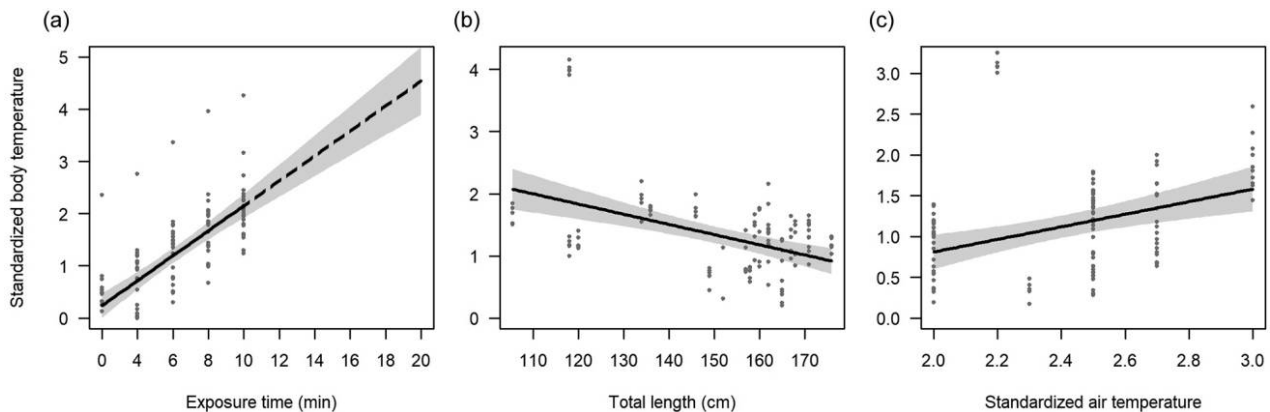 (a) (b) (c)
Standardized body temperature
5
4
3
2
1
0
0 4 6 8 10 12 14 16 18 20
Exposure time (min)
4
3
2
1
0
110 120 130 140 150 160 170
Total length (cm)
3.0
2.5
2.0
1.5
1.0
0.5
0.0
2.0 2.2 2.4 2.6 2.8 3.0
Standardized air temperature